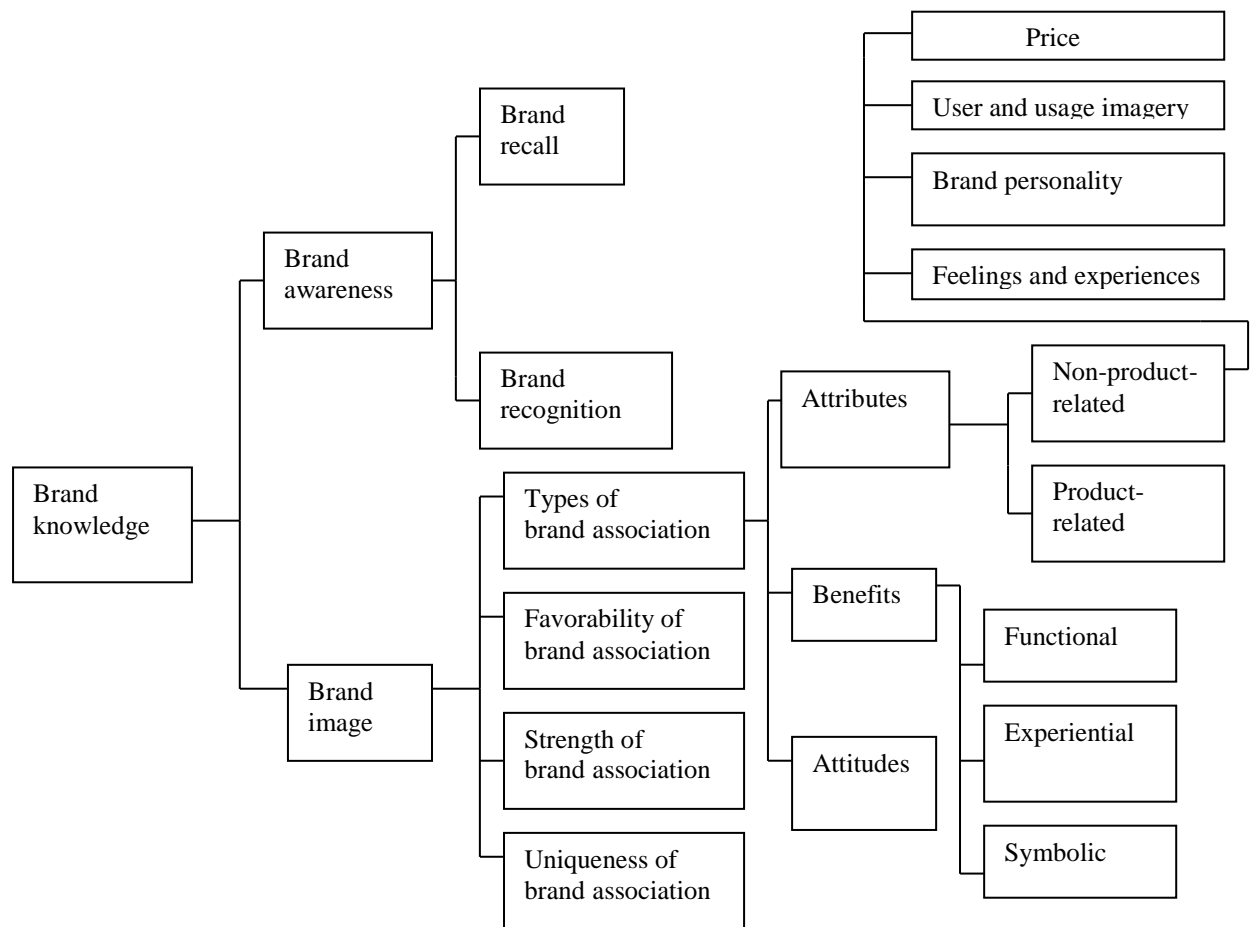 Price
User and usage imagery
Brand
recall
Brand personality
Brand
awareness
Feelings and experiences
Brand
recognition
Attributes
Non-product-
related
Brand
knowledge
Types of
brand association
Product-
related
Benefits
Favorability of
brand association
Functional
Brand
image
Strength of
brand association
Attitudes
Experiential
Uniqueness of
brand association
Symbolic